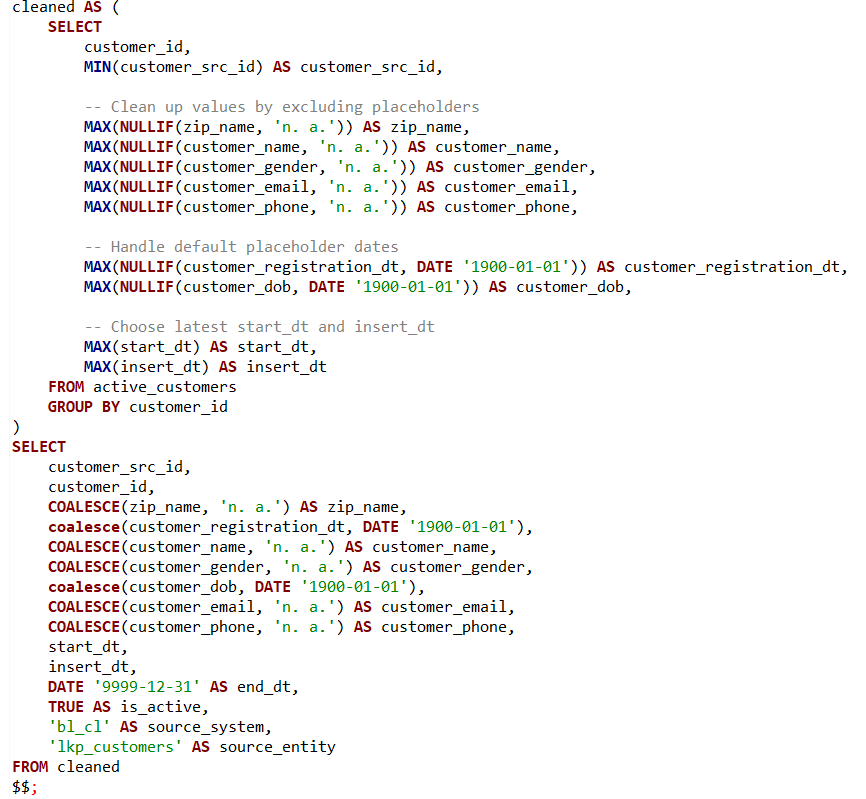 cleaned AS (
    SELECT
        customer_id,
        MIN(customer_src_id) AS customer_src_id,

        -- Clean up values by excluding placeholders
        MAX(NULLIF(zip_name, 'n. a.')) AS zip_name,
        MAX(NULLIF(customer_name, 'n. a.')) AS customer_name,
        MAX(NULLIF(customer_gender, 'n. a.')) AS customer_gender,
        MAX(NULLIF(customer_email, 'n. a.')) AS customer_email,
        MAX(NULLIF(customer_phone, 'n. a.')) AS customer_phone,

        -- Handle default placeholder dates
        MAX(NULLIF(customer_registration_dt, DATE '1900-01-01')) AS customer_registration_dt,
        MAX(NULLIF(customer_dob, DATE '1900-01-01')) AS customer_dob,

        -- Choose latest start_dt and insert_dt
        MAX(start_dt) AS start_dt,
        MAX(insert_dt) AS insert_dt
    FROM active_customers
    GROUP BY customer_id
)
SELECT
    customer_src_id,
    customer_id,
    COALESCE(zip_name, 'n. a.') AS zip_name,
    coalesce(customer_registration_dt, DATE '1900-01-01'),
    COALESCE(customer_name, 'n. a.') AS customer_name,
    COALESCE(customer_gender, 'n. a.') AS customer_gender,
    coalesce(customer_dob, DATE '1900-01-01'),
    COALESCE(customer_email, 'n. a.') AS customer_email,
    COALESCE(customer_phone, 'n. a.') AS customer_phone,
    start_dt,
    insert_dt,
    DATE '9999-12-31' AS end_dt,
    TRUE AS is_active,
    'bl_cl' AS source_system,
    'lkp_customers' AS source_entity
FROM cleaned
$$;